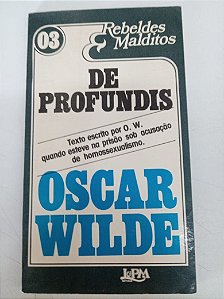 03
Rebeldes
& Malditos
DE
PROFUNDIS
Texto escrito por O. W.
quando esteve na prisão sob acusação
de homossexualismo.
OSCAR
WILDE
L&PM